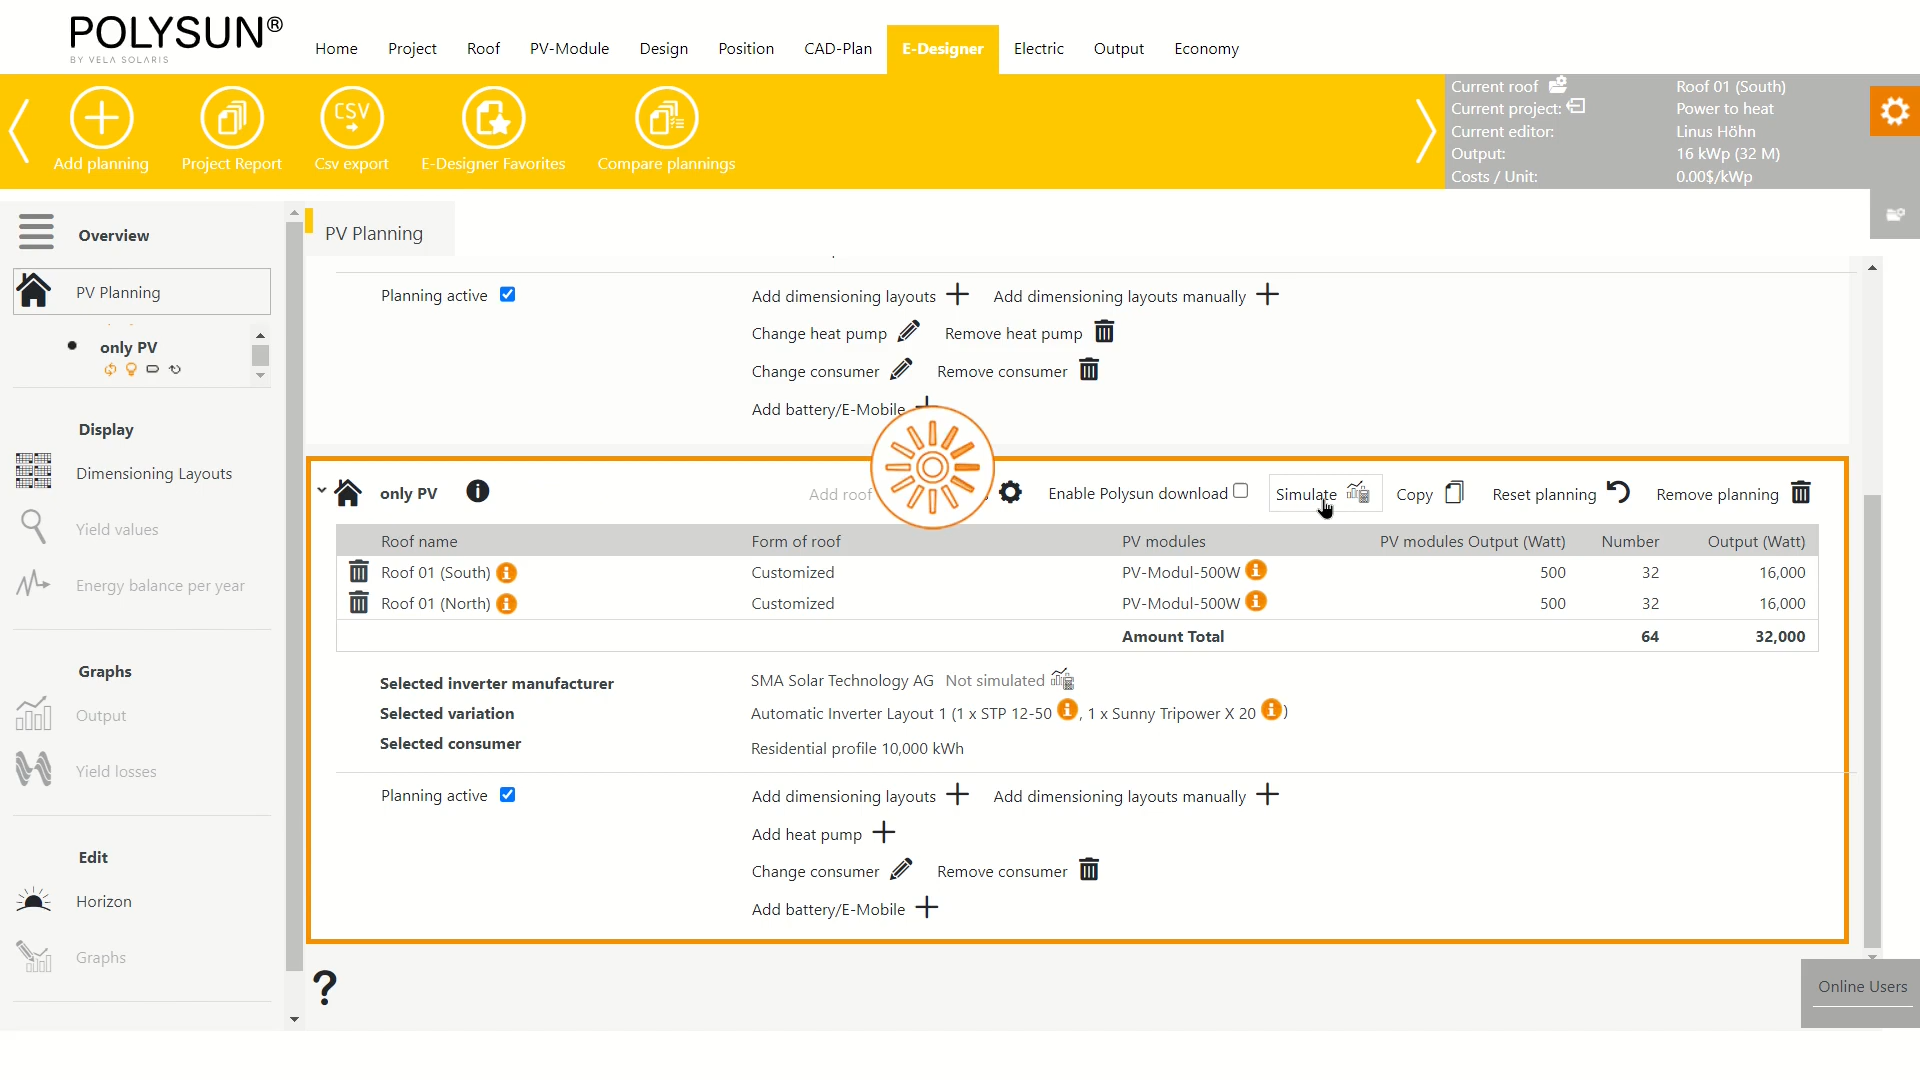 POLYSUN®
BY VELA SOLARIS
Home Project Roof PV-Module Design Position CAD-Plan E-Designer Electric Output Economy
CSV
Add planning Project Report Csv export E-Designer Favorites Compare plannings
Current roof Roof 01 (South)
Current project: Power to heat
Current editor: Linus Höhn
Output: 16 kWp (32 M)
Costs / Unit: 0.00$/kWp
Overview
PV Planning
only PV
Display
Dimensioning Layouts
Yield values
Energy balance per year
Graphs
Output
Yield losses
Edit
Horizon
Graphs
PV Planning
Planning active Add dimensioning layouts Add dimensioning layouts manually
Change heat pump Remove heat pump
Change consumer Remove consumer
Add battery/E-Mobile
only PV Add roof Enable Polysun download Simulate Copy Reset planning Remove planning
Roof name Form of roof PV modules PV modules Output (Watt) Number Output (Watt)
Roof 01 (South) Customized PV-Modul-500W 500 32 16,000
Roof 01 (North) Customized PV-Modul-500W 500 32 16,000
Amount Total 64 32,000
Selected inverter manufacturer SMA Solar Technology AG Not simulated
Selected variation Automatic Inverter Layout 1 (1 x STP 12-50 , 1 x Sunny Tripower X 20 )
Selected consumer Residential profile 10,000 kWh
Planning active Add dimensioning layouts Add dimensioning layouts manually
Add heat pump
Change consumer Remove consumer
Add battery/E-Mobile
?
Online Users